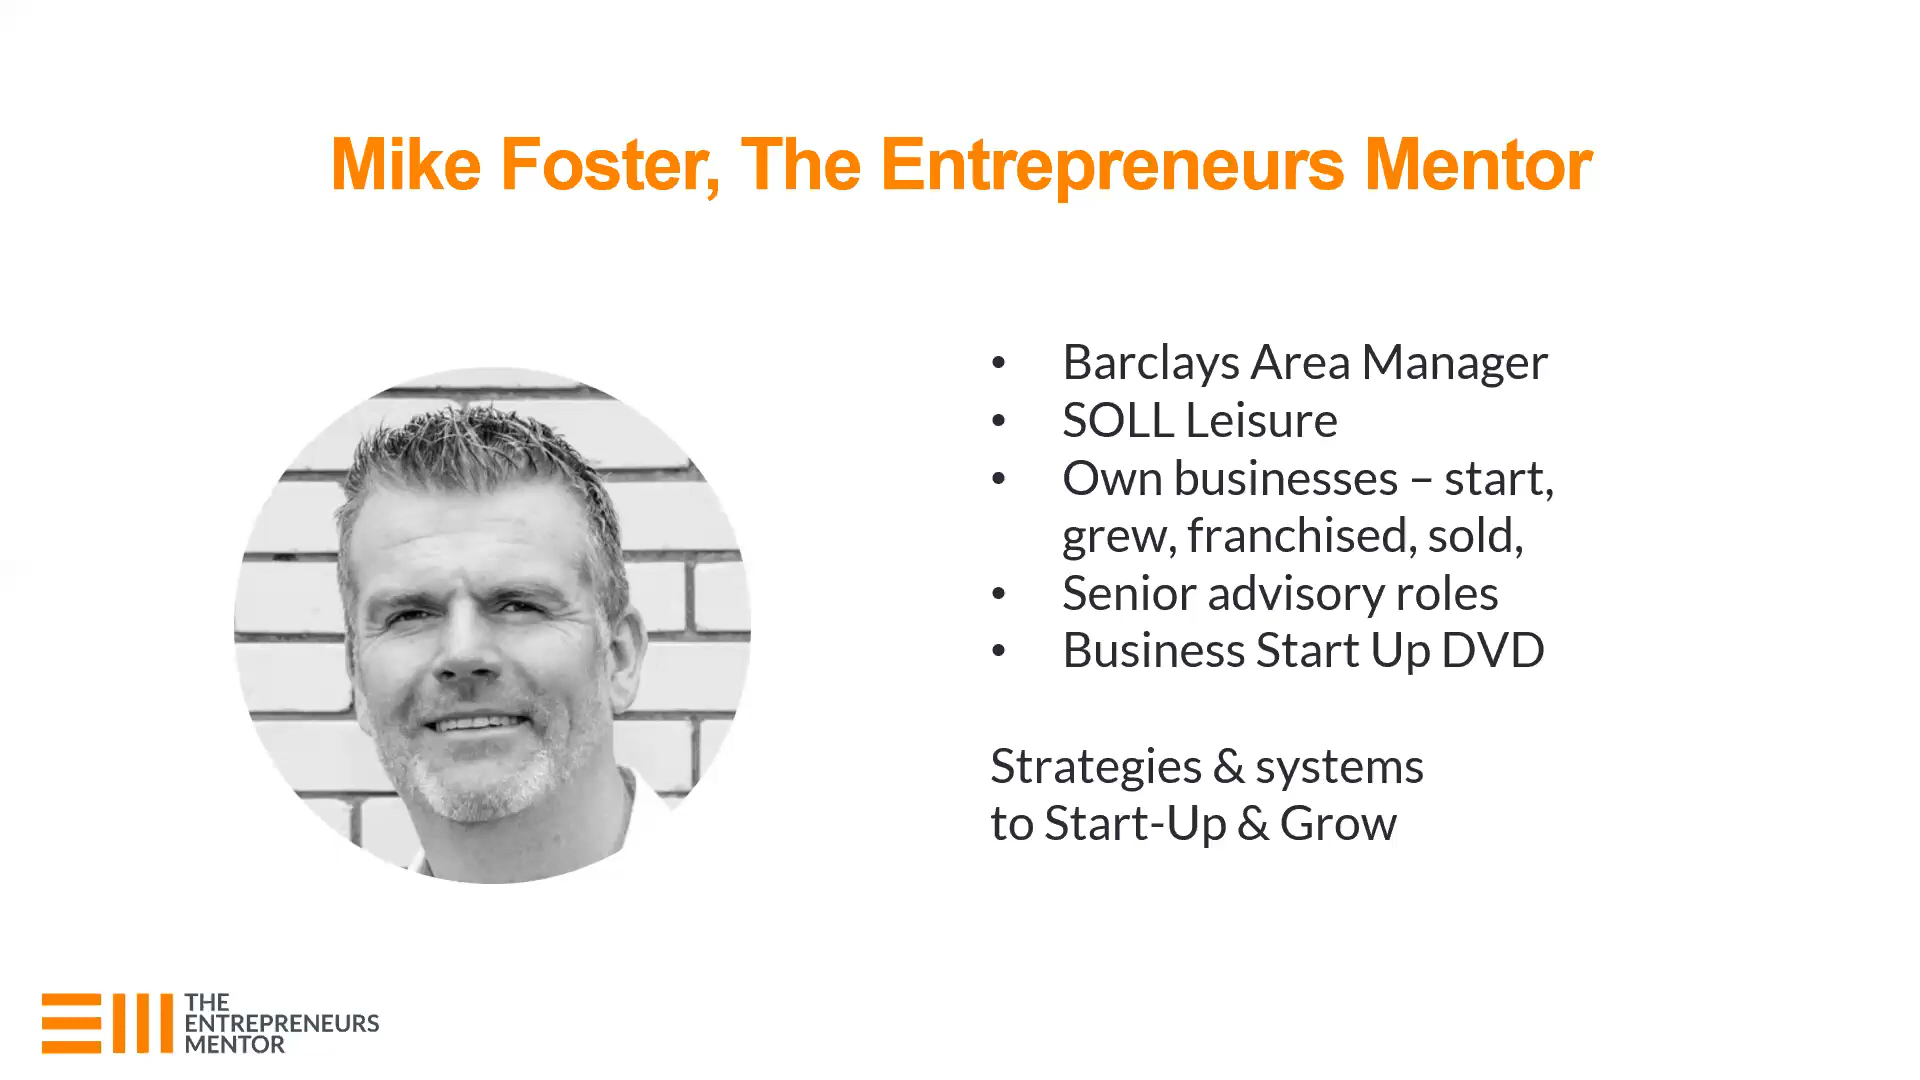 Mike Foster, The Entrepreneurs Mentor
• Barclays Area Manager
• SOLL Leisure
• Own businesses – start,
grew, franchised, sold,
• Senior advisory roles
• Business Start Up DVD
Strategies & systems
to Start-Up & Grow
THE
ENTREPRENEURS
MENTOR